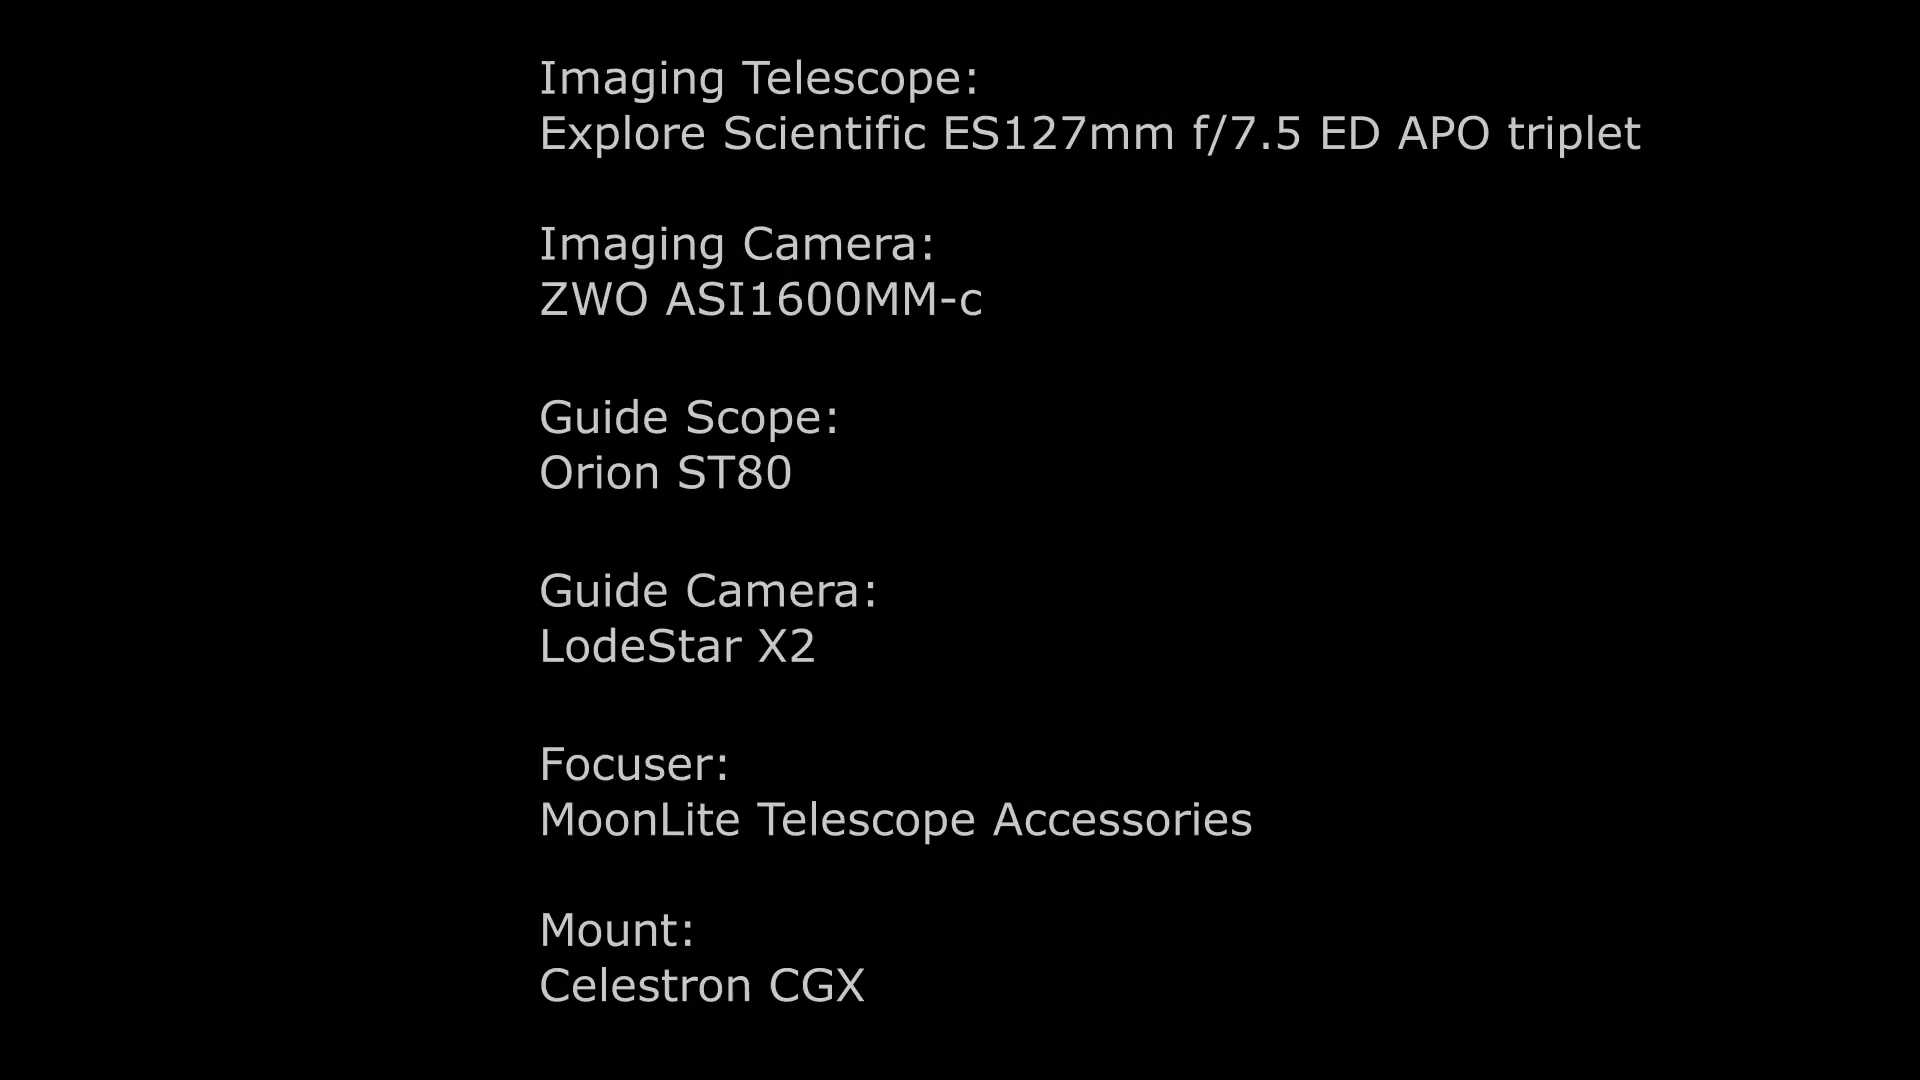 Imaging Telescope:
Explore Scientific ES127mm f/7.5 ED APO triplet
Imaging Camera:
ZWO ASI1600MM-c
Guide Scope:
Orion ST80
Guide Camera:
LodeStar X2
Focuser:
MoonLite Telescope Accessories
Mount:
Celestron CGX